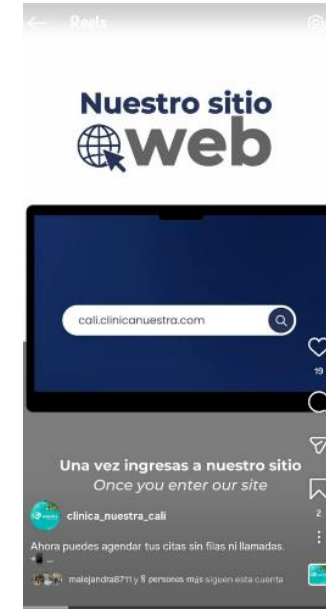 Reels
Nuestro sitio
web
cali.clinicanuestra.com
19
Una vez ingresas a nuestro sitio
Once you enter our site
2
clinica_nuestra_cali
Ahora puedes agendar tus citas sin filas ni llamadas.
...
malejandra8711 y 5 personas más siguen esta cuenta